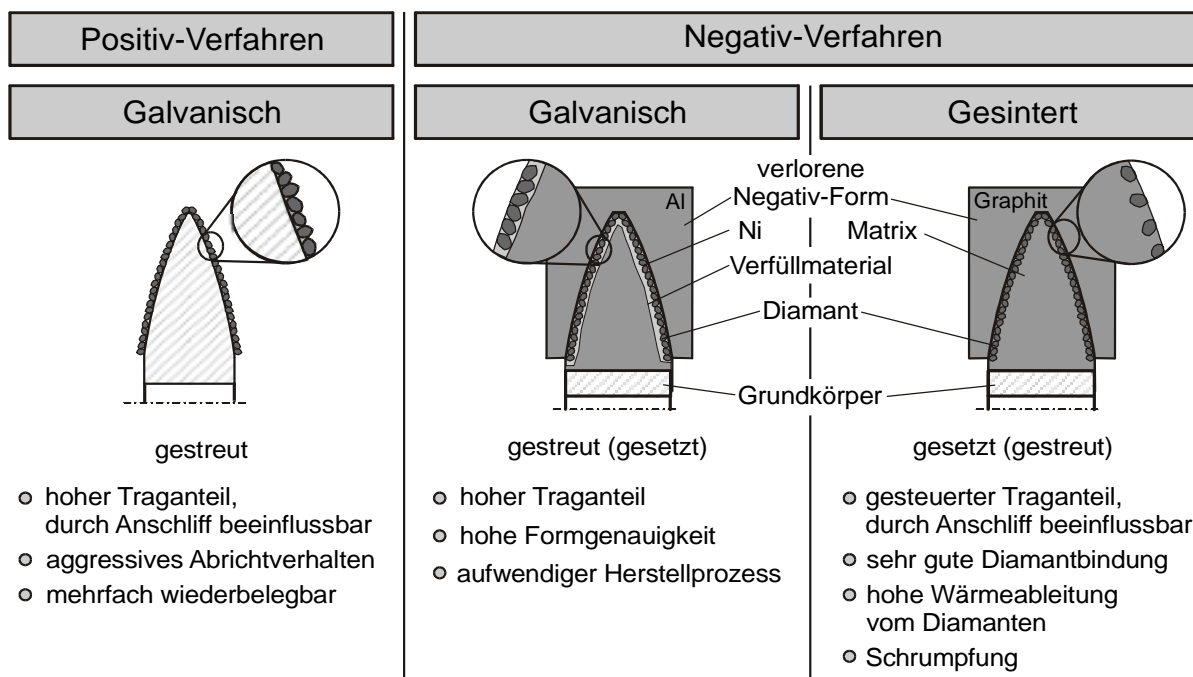 Positiv-Verfahren
Negativ-Verfahren
Galvanisch
Galvanisch
Gesintert
verlorene
Negativ-Form
Al
Graphit
Ni
Matrix
Verfüllmaterial
Diamant
Grundkörper
gestreut
hoher Traganteil,
durch Anschliff beeinflussbar
aggressives Abrichtverhalten
mehrfach wiederbelegbar
gestreut (gesetzt)
hoher Traganteil
hohe Formgenauigkeit
aufwendiger Herstellprozess
gesetzt (gestreut)
gesteuerter Traganteil,
durch Anschliff beeinflussbar
sehr gute Diamantbindung
hohe Wärmeableitung
vom Diamanten
Schrumpfung